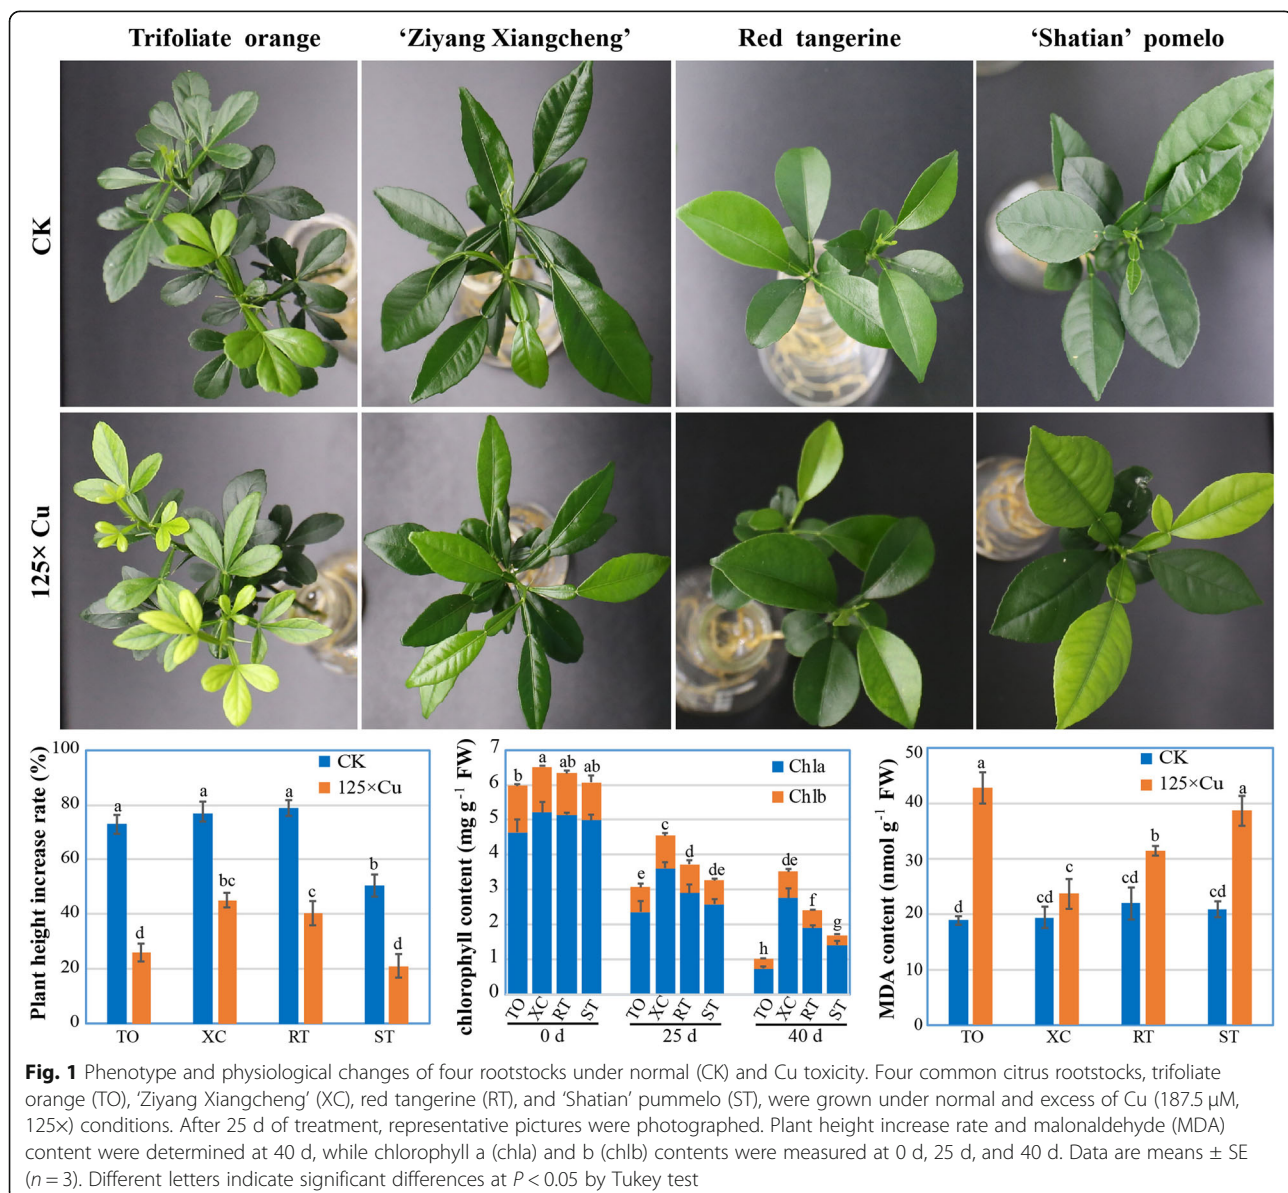 Trifoliate orange
‘Ziyang Xiangcheng’
Red tangerine
‘Shatian’ pomelo
CK
125× Cu
Plant height increase rate (%)
100
80
60
40
20
0
CK
125×Cu
a
a
a
b
d
bc
c
d
TO
XC
RT
ST
chlorophyll content (mg g-1 FW)
7
6
5
4
3
2
1
0
Chla
Chlb
b
a
ab
ab
e
c
d
de
h
de
f
g
TO
XC
RT
ST
TO
XC
RT
ST
TO
XC
RT
ST
0 d
25 d
40 d
MDA content (nmol g-1 FW)
50
40
30
20
10
0
CK
125×Cu
d
a
cd
c
cd
b
cd
a
TO
XC
RT
ST
Fig. 1 Phenotype and physiological changes of four rootstocks under normal (CK) and Cu toxicity. Four common citrus rootstocks, trifoliate
orange (TO), ‘Ziyang Xiangcheng’ (XC), red tangerine (RT), and ‘Shatian’ pummelo (ST), were grown under normal and excess of Cu (187.5 μM,
125×) conditions. After 25 d of treatment, representative pictures were photographed. Plant height increase rate and malonaldehyde (MDA)
content were determined at 40 d, while chlorophyll a (chla) and b (chlb) contents were measured at 0 d, 25 d, and 40 d. Data are means ± SE
(n = 3). Different letters indicate significant differences at P < 0.05 by Tukey test